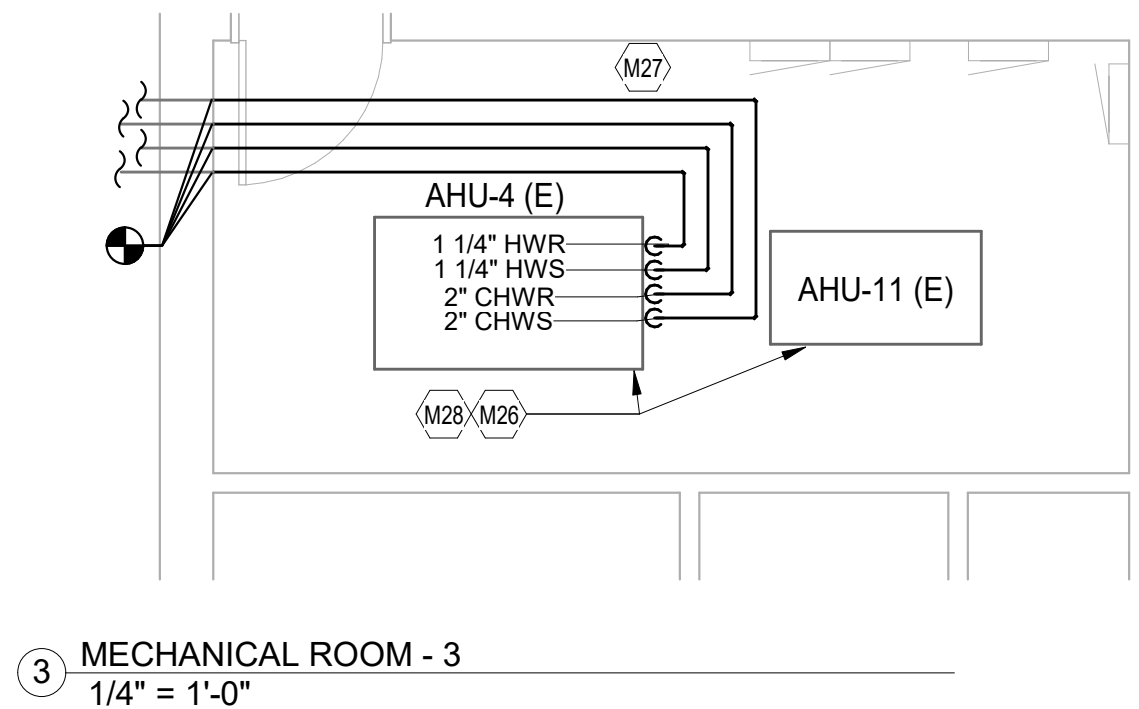 M27
AHU-4 (E)
1 1/4" HWR
1 1/4" HWS
2" CHWR
2" CHWS
AHU-11 (E)
M28 M26
3 MECHANICAL ROOM - 3
1/4" = 1'-0"